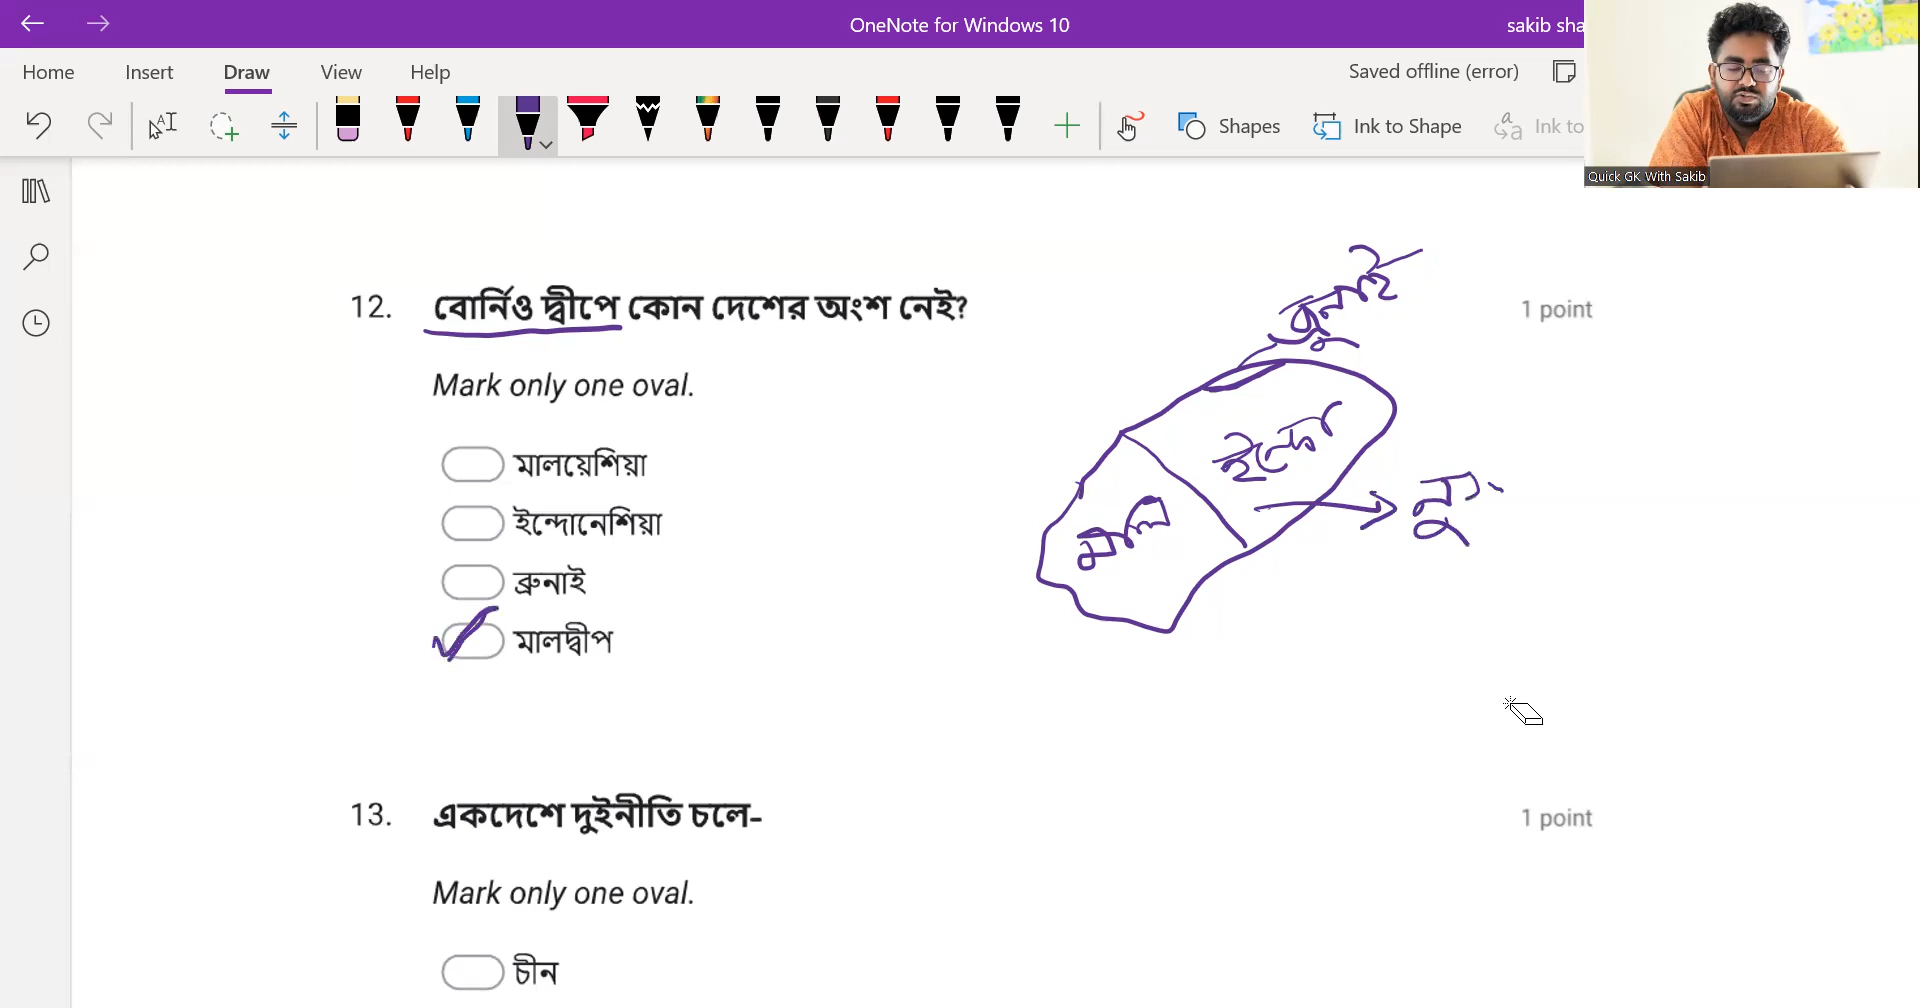 OneNote for Windows 10
sakib sha
Home Insert Draw View Help
Saved offline (error)
Shapes Ink to Shape Ink to
Quick GK With Sakib
12. বোর্নিও দ্বীপে কোন দেশের অংশ নেই? 1 point
Mark only one oval.
মালয়েশিয়া
ইন্দোনেশিয়া
ব্রুনাই
মালদ্বীপ
ব্রুনাই
ইন্দো
মাল
13. একদেশে দুইনীতি চলে- 1 point
Mark only one oval.
চীন